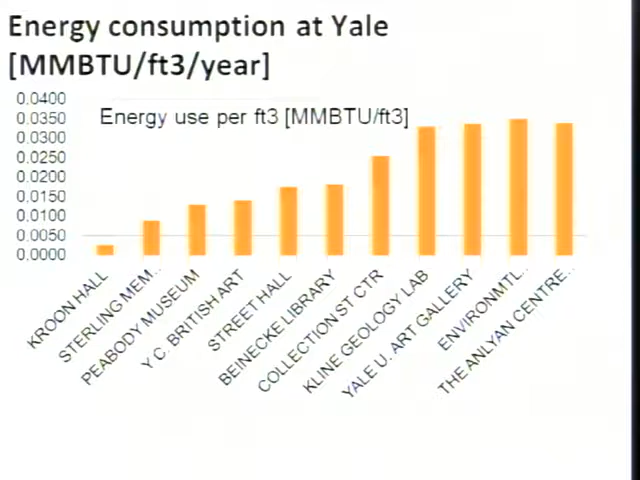 Energy consumption at Yale
[MMBTU/ft3/year]
Energy use per ft3 [MMBTU/ft3]
0.0400
0.0350
0.0300
0.0250
0.0200
0.0150
0.0100
0.0050
0.0000
KROON HALL
STERLING MEM...
PEABODY MUSEUM
Y.C. BRITISH ART
STREET HALL
BEINECKE LIBRARY
COLLECTION ST CTR
KLINE GEOLOGY LAB
YALE U. ART GALLERY
ENVIRONMTL...
THE ANLYAN CENTRE...